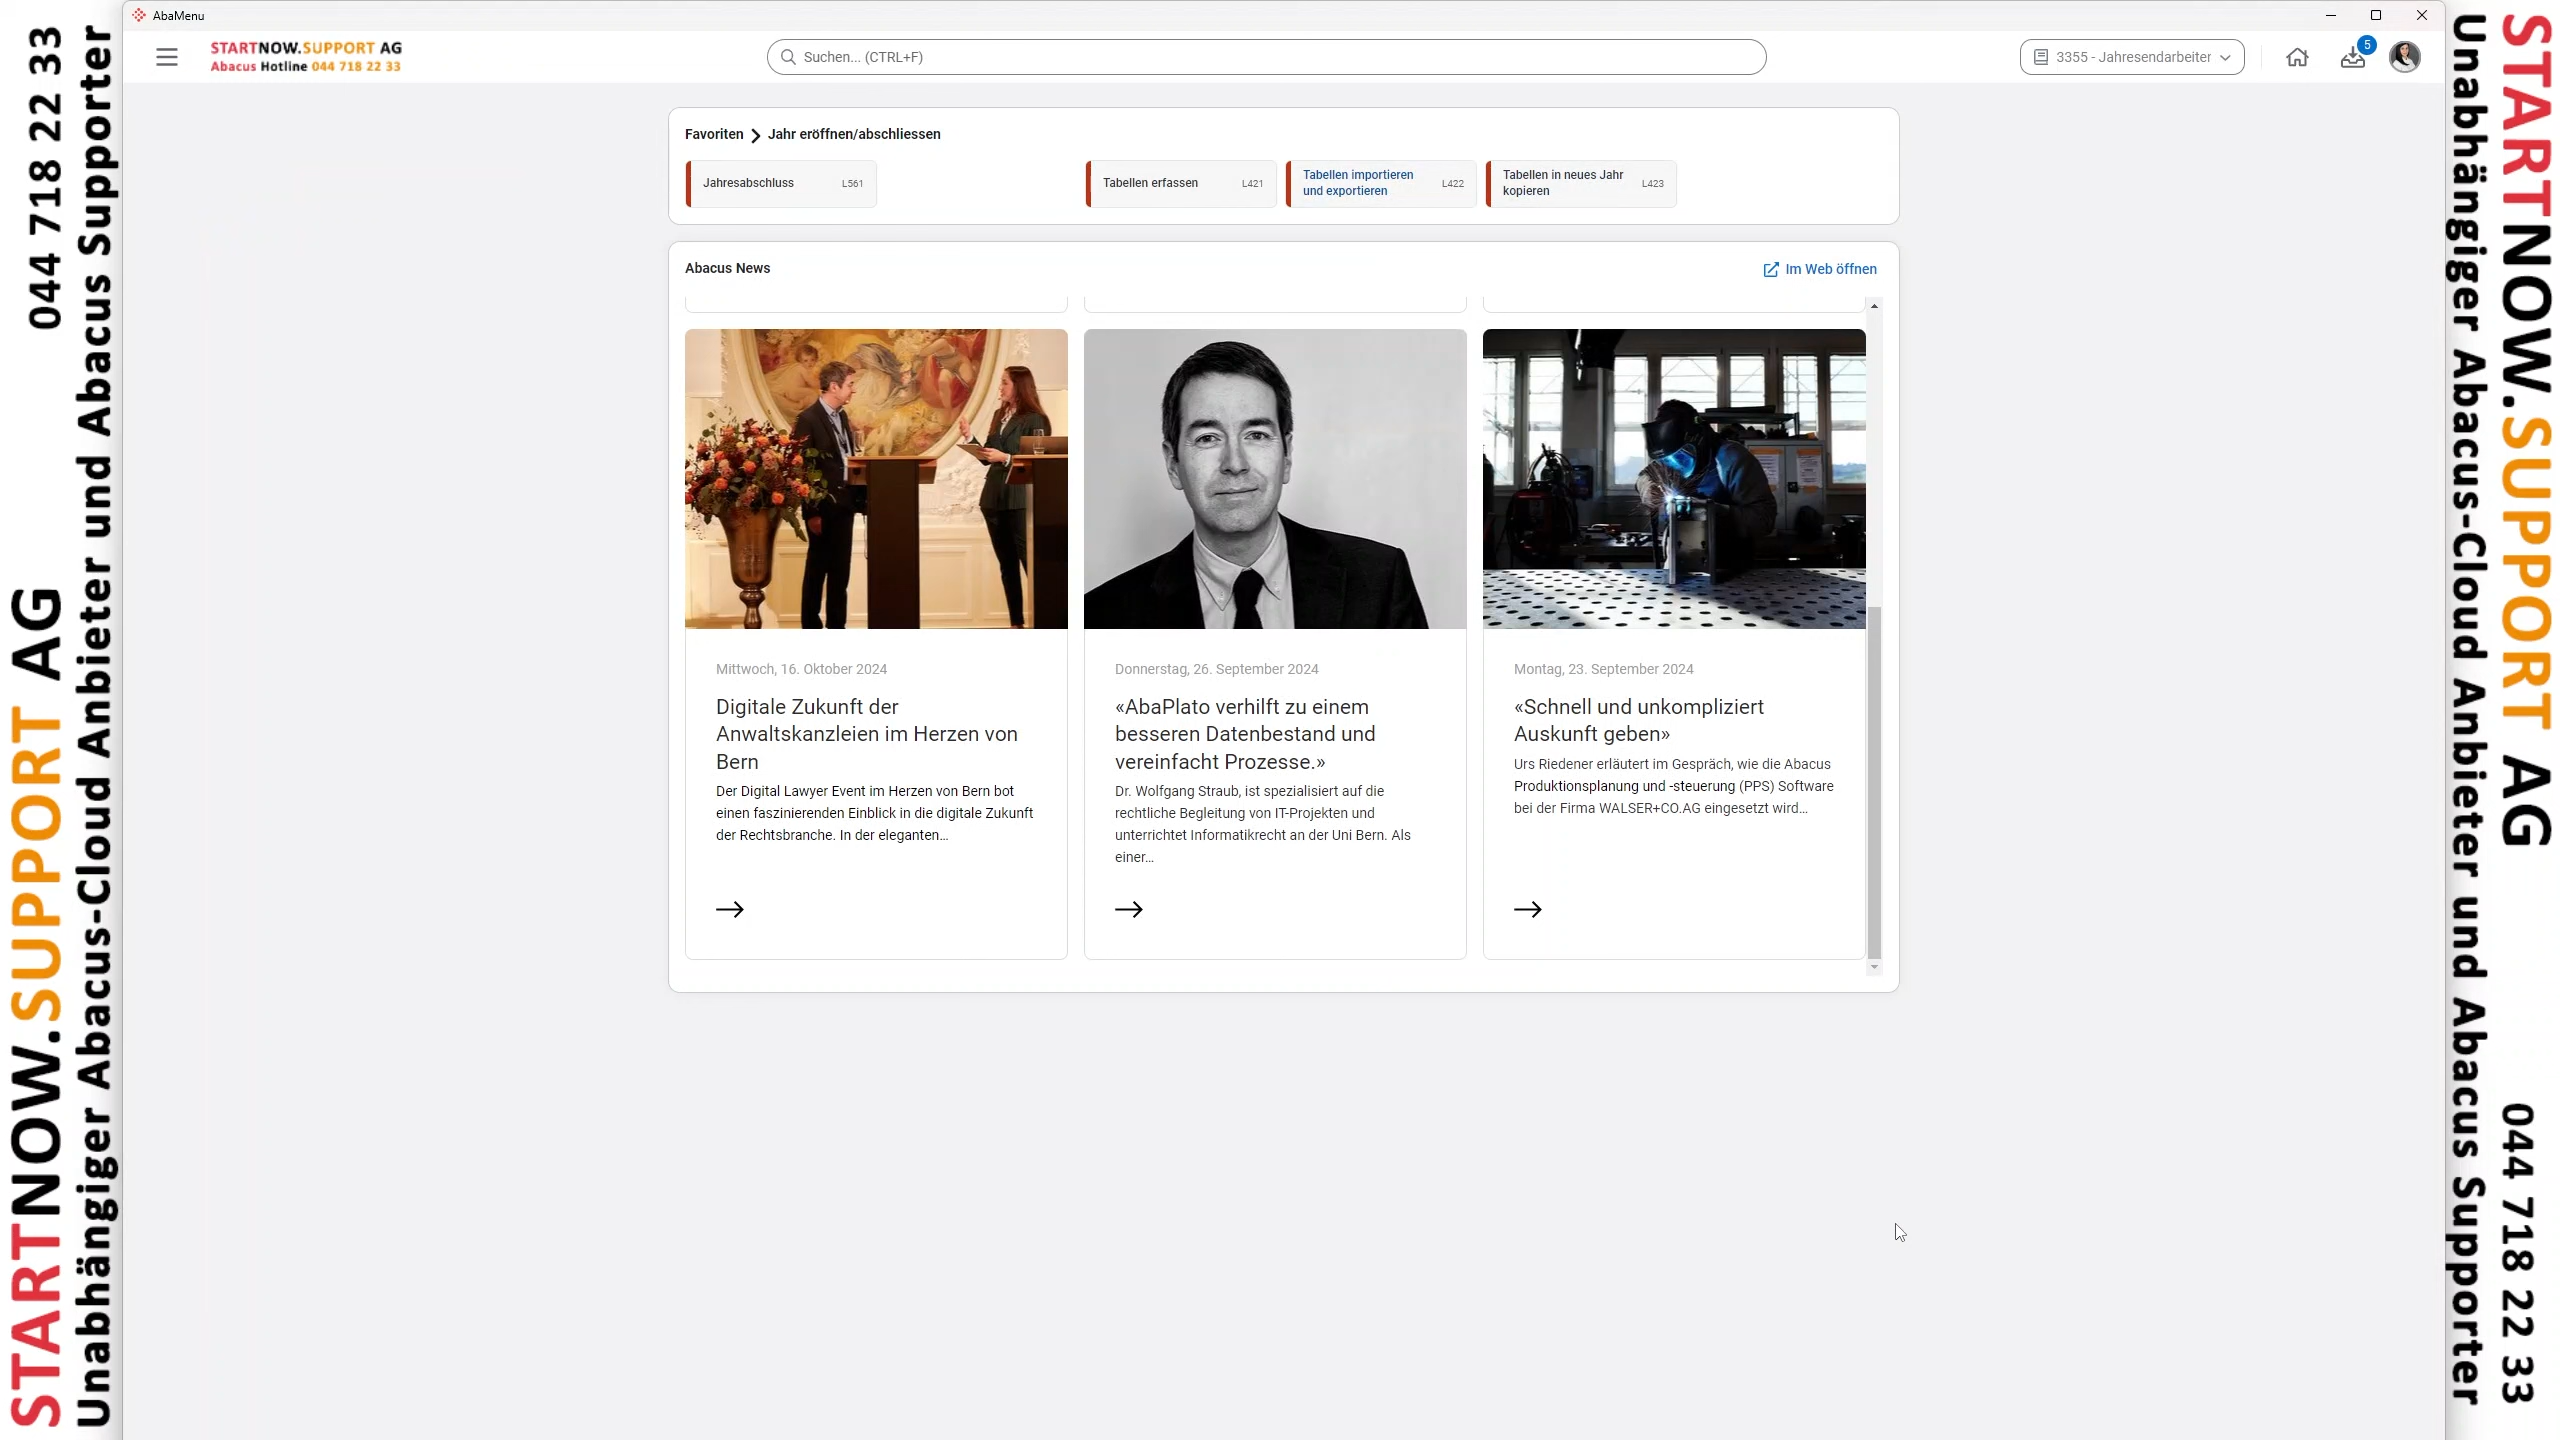 AbaMenu
STARTNOW.SUPPORT AG
Abacus Hotline 044 718 22 33
Suchen... (CTRL+F)
3355 - Jahresendarbeiter
5
Favoriten
Jahr eröffnen/abschliessen
Jahresabschluss
L561
Tabellen erfassen
L421
Tabellen importieren
und exportieren
L422
Tabellen in neues Jahr
kopieren
L423
Abacus News
Im Web öffnen
Mittwoch, 16. Oktober 2024
Digitale Zukunft der
Anwaltskanzleien im Herzen von
Bern
Der Digital Lawyer Event im Herzen von Bern bot
einen faszinierenden Einblick in die digitale Zukunft
der Rechtsbranche. In der eleganten...
Donnerstag, 26. September 2024
«AbaPlato verhilft zu einem
besseren Datenbestand und
vereinfacht Prozesse.»
Dr. Wolfgang Straub, ist spezialisiert auf die
rechtliche Begleitung von IT-Projekten und
unterrichtet Informatikrecht an der Uni Bern. Als
einer...
Montag, 23. September 2024
«Schnell und unkompliziert
Auskunft geben»
Urs Riedener erläutert im Gespräch, wie die Abacus
Produktionsplanung und -steuerung (PPS) Software
bei der Firma WALSER+CO.AG eingesetzt wird...
STARTNOW.SUPPORT AG
044 718 22 33
Unabhängiger Abacus-Cloud Anbieter und Abacus Supporter
STARTNOW.SUPPORT AG
044 718 22 33
Unabhängiger Abacus-Cloud Anbieter und Abacus Supporter